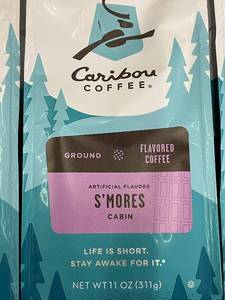 Caribou
COFFEE®
GROUND
FLAVORED
COFFEE
ARTIFICIAL FLAVORS
S'MORES
CABIN
LIFE IS SHORT.
STAY AWAKE FOR IT.®
NET WT 11 OZ (311g)